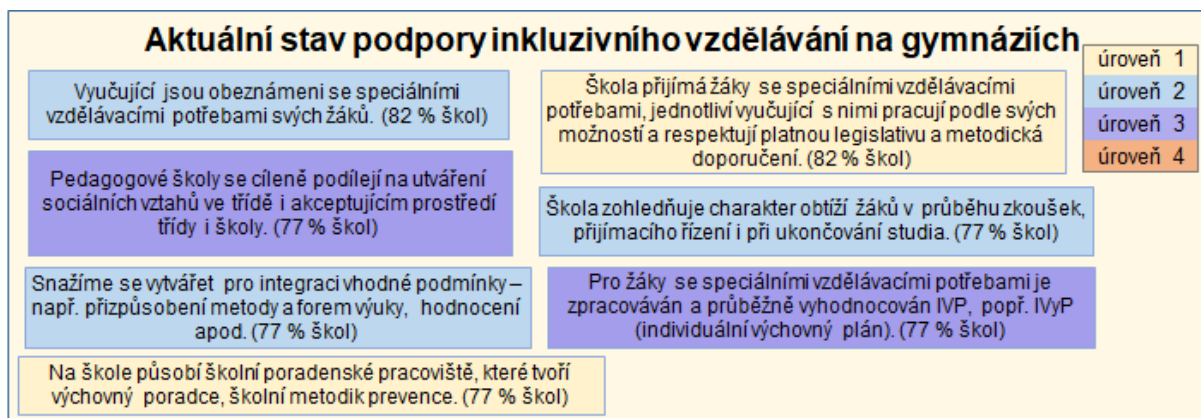 Aktuální stav podpory inkluzivního vzdělávání na gymnáziích
úroveň 1
úroveň 2
úroveň 3
úroveň 4
Vyučující jsou obeznámeni se speciálními
vzdělávacími potřebami svých žáků. (82 % škol)
Škola přijímá žáky se speciálními vzdělávacími
potřebami, jednotliví vyučující s nimi pracují podle svých
možností a respektují platnou legislativu a metodická
doporučení. (82 % škol)
Pedagogové školy se cíleně podílejí na utváření
sociálních vztahů ve třídě i akceptujícím prostředí
třídy i školy. (77 % škol)
Škola zohledňuje charakter obtíží žáků v průběhu zkoušek,
přijímacího řízení i při ukončování studia. (77 % škol)
Snažíme se vytvářet pro integraci vhodné podmínky –
např. přizpůsobení metody a forem výuky, hodnocení
apod. (77 % škol)
Pro žáky se speciálními vzdělávacími potřebami je
zpracováván a průběžně vyhodnocován IVP, popř. IVyP
(individuální výchovný plán). (77 % škol)
Na škole působí školní poradenské pracoviště, které tvoří
výchovný poradce, školní metodik prevence. (77 % škol)